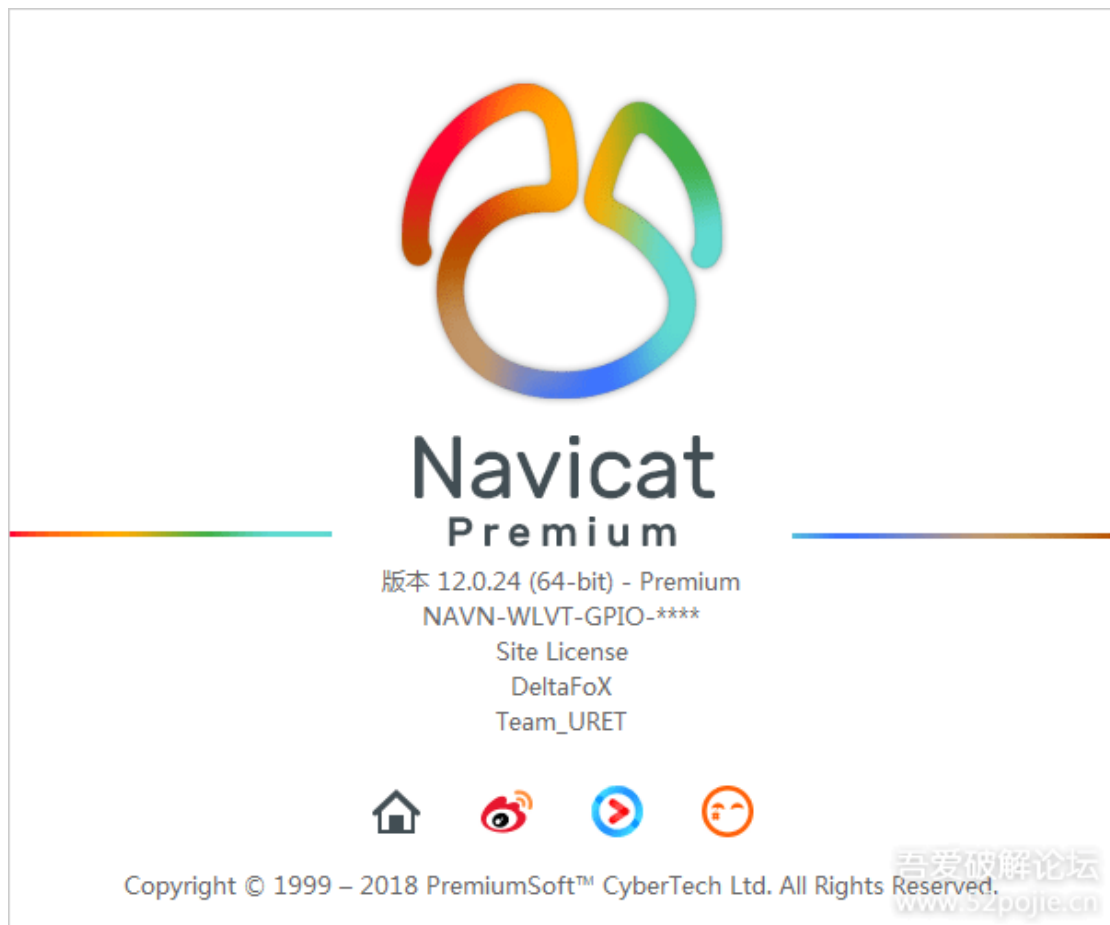 Navicat
Premium
版本 12.0.24 (64-bit) - Premium
NAVN-WLVT-GPIO-****
Site License
DeltaFoX
Team_URET
Copyright © 1999 – 2018 PremiumSoft™ CyberTech Ltd. All Rights Reserved.
吾爱破解论坛
www.52pojie.cn